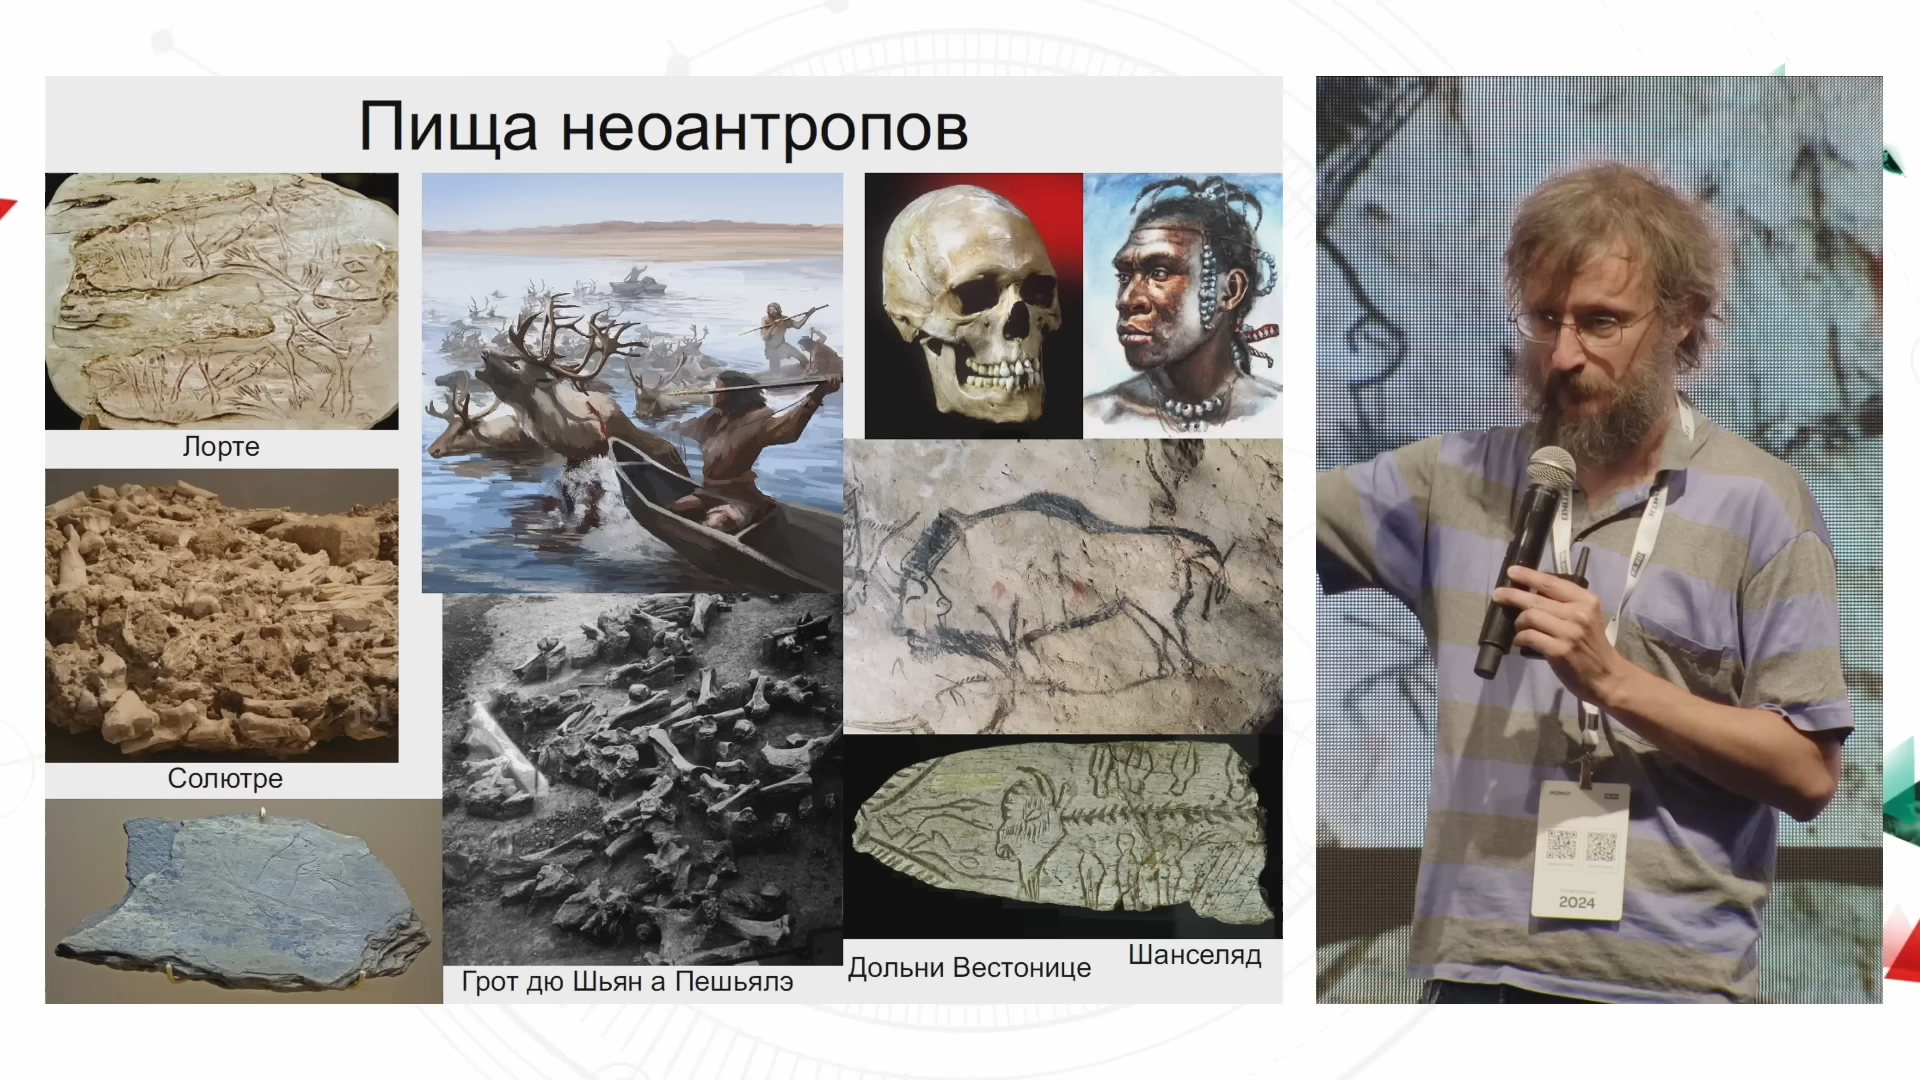 Пища неоантропов
Лорте
Солютре
Грот дю Шьян а Пешьялэ
Дольни Вестонице
Шанселяд
2024